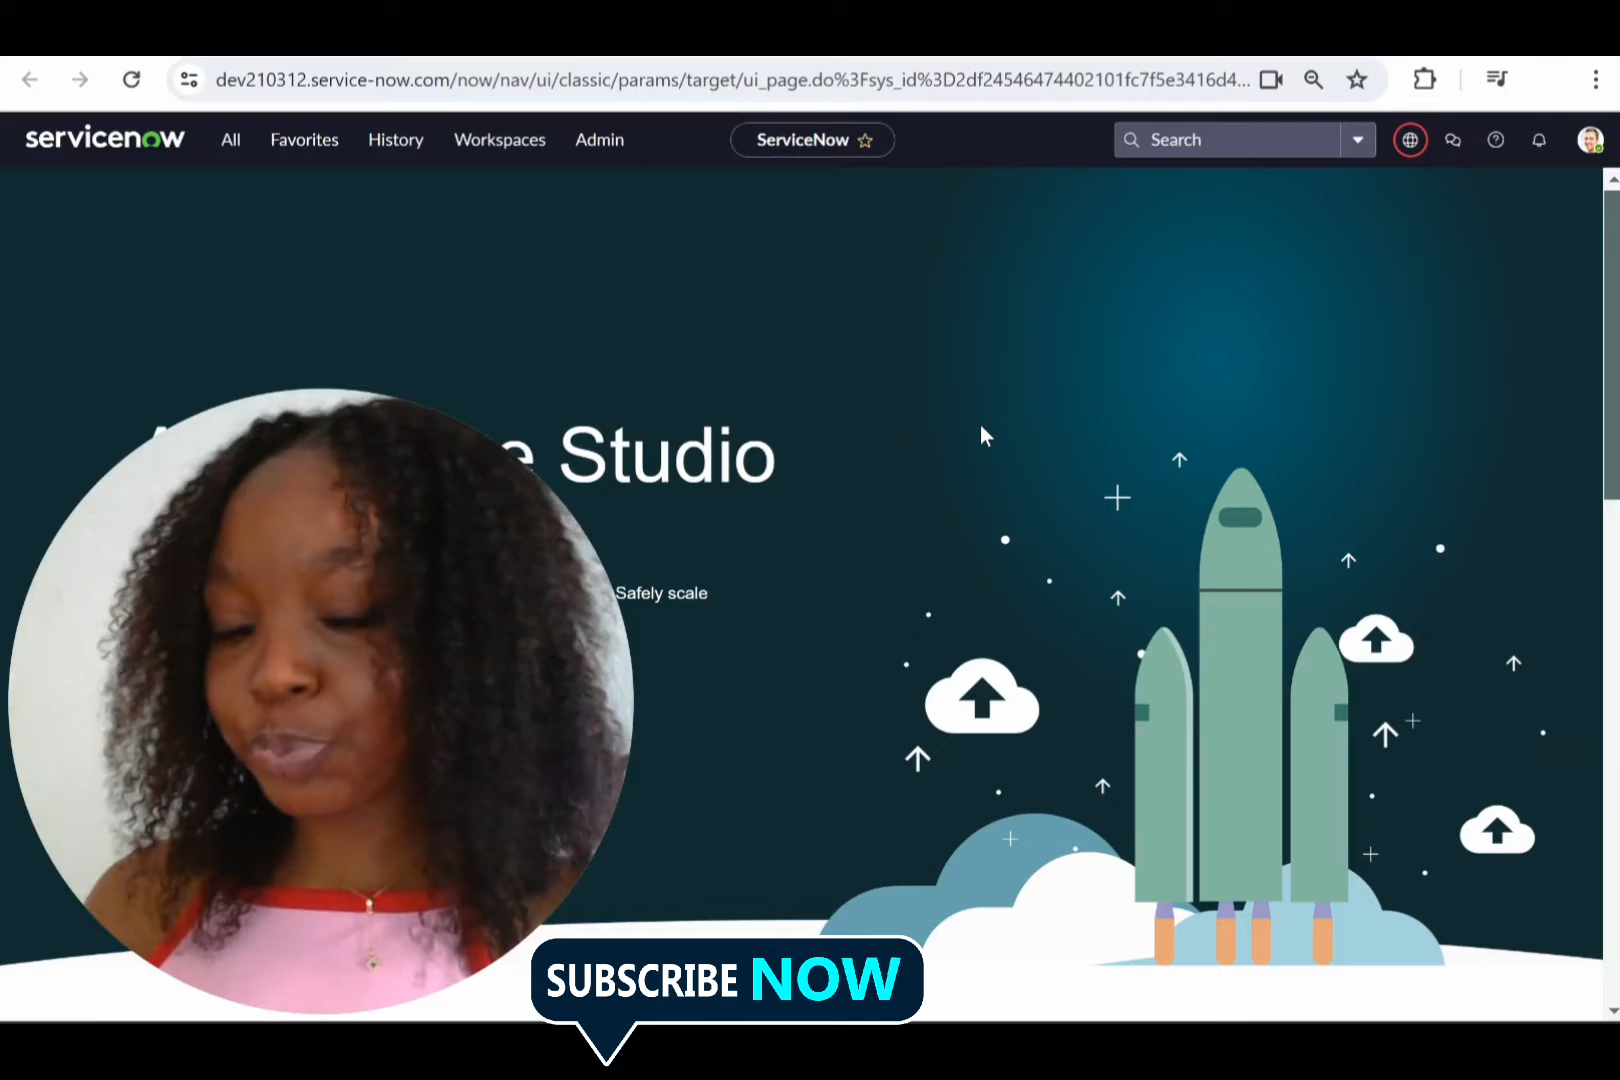 dev210312.service-now.com/now/nav/ui/classic/params/target/ui_page.do%3Fsys_id%3D2df24546474402101fc7f5e3416d4...
servicenow All Favorites History Workspaces Admin ServiceNow Search
Studio
Safely scale
SUBSCRIBE NOW